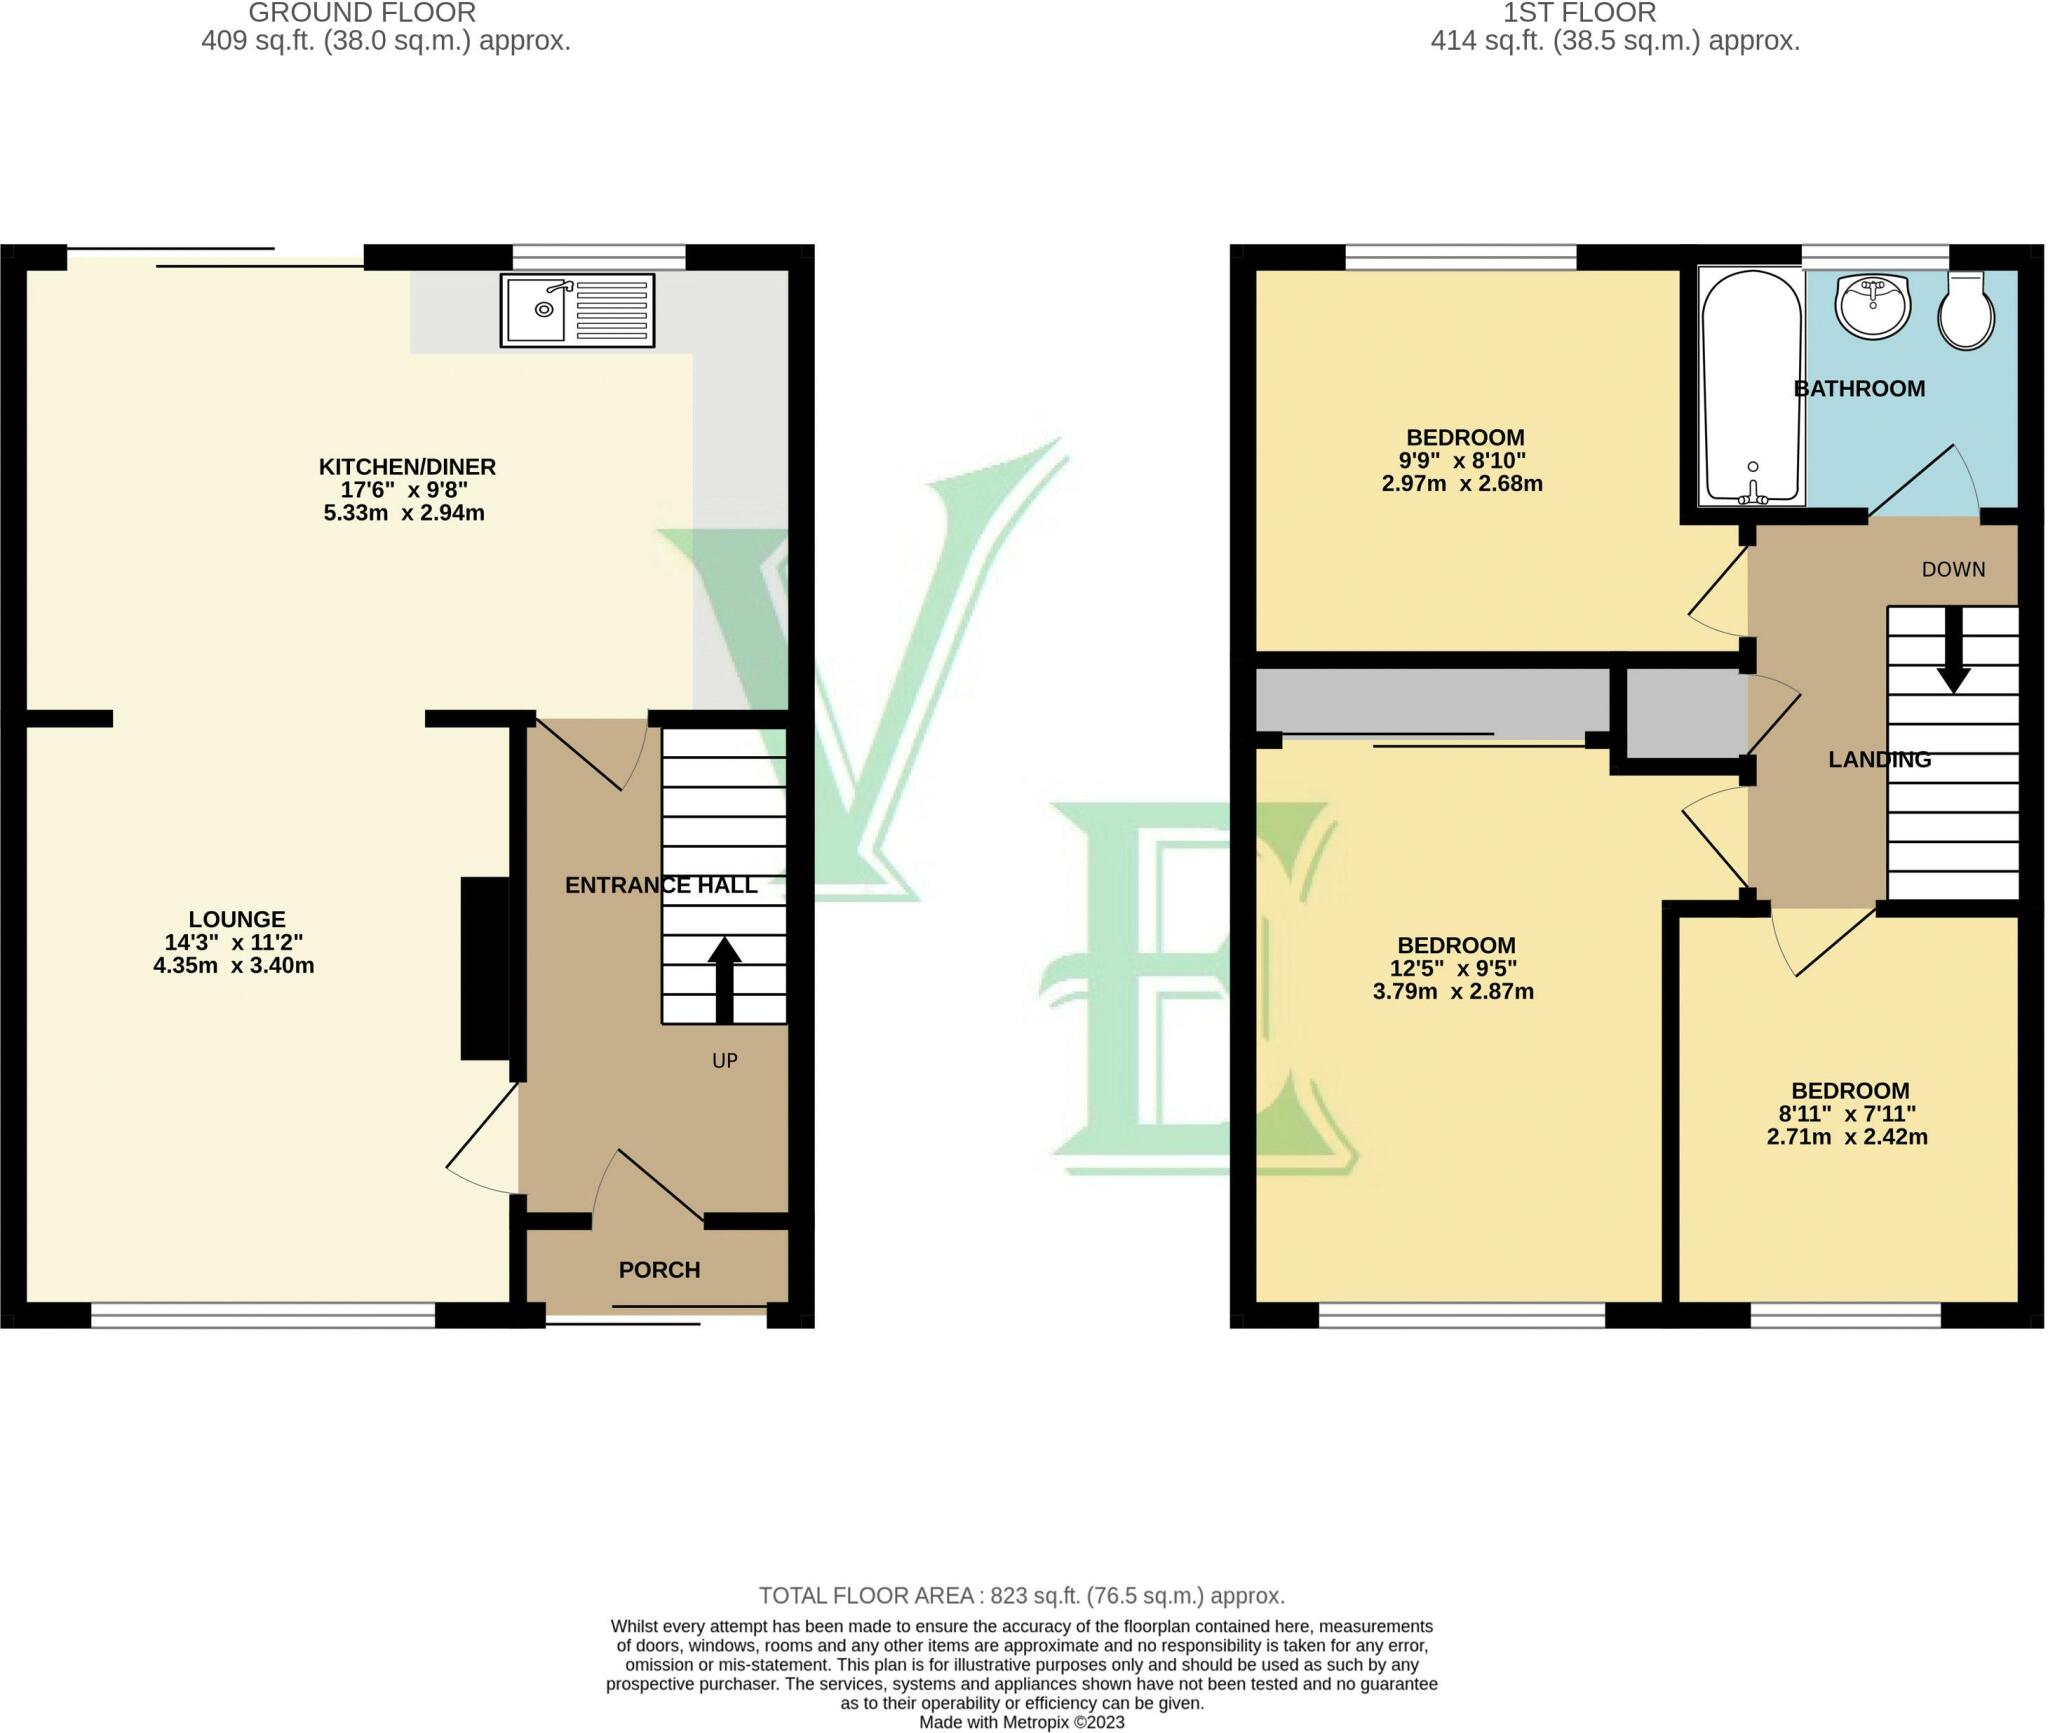 GROUND FLOOR
409 sq.ft. (38.0 sq.m.) approx.
1ST FLOOR
414 sq.ft. (38.5 sq.m.) approx.
KITCHEN/DINER
17'6" x 9'8"
5.33m x 2.94m
LOUNGE
14'3" x 11'2"
4.35m x 3.40m
ENTRANCE HALL
UP
PORCH
BEDROOM
9'9" x 8'10"
2.97m x 2.68m
BATHROOM
DOWN
LANDING
BEDROOM
12'5" x 9'5"
3.79m x 2.87m
BEDROOM
8'11" x 7'11"
2.71m x 2.42m
VE
TOTAL FLOOR AREA : 823 sq.ft. (76.5 sq.m.) approx.
Whilst every attempt has been made to ensure the accuracy of the floorplan contained here, measurements
of doors, windows, rooms and any other items are approximate and no responsibility is taken for any error,
omission or mis-statement. This plan is for illustrative purposes only and should be used as such by any
prospective purchaser. The services, systems and appliances shown have not been tested and no guarantee
as to their operability or efficiency can be given.
Made with Metropix ©2023